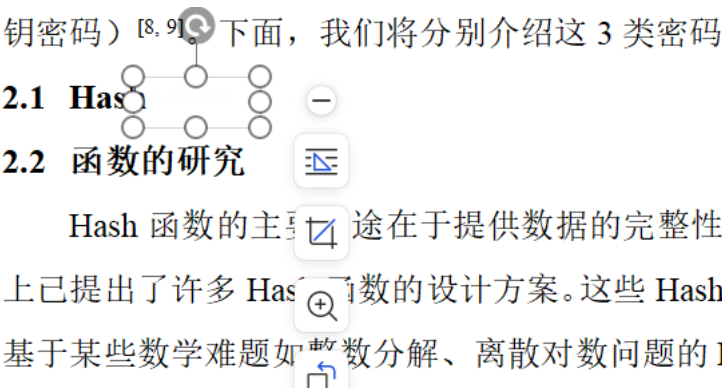 钥密码）[8, 9]。下面，我们将分别介绍这 3 类密码
2.1 Hash
2.2 函数的研究
Hash 函数的主要 途在于提供数据的完整性
上已提出了许多 Hash 函数的设计方案。这些 Hash
基于某些数学难题如整数分解、离散对数问题的